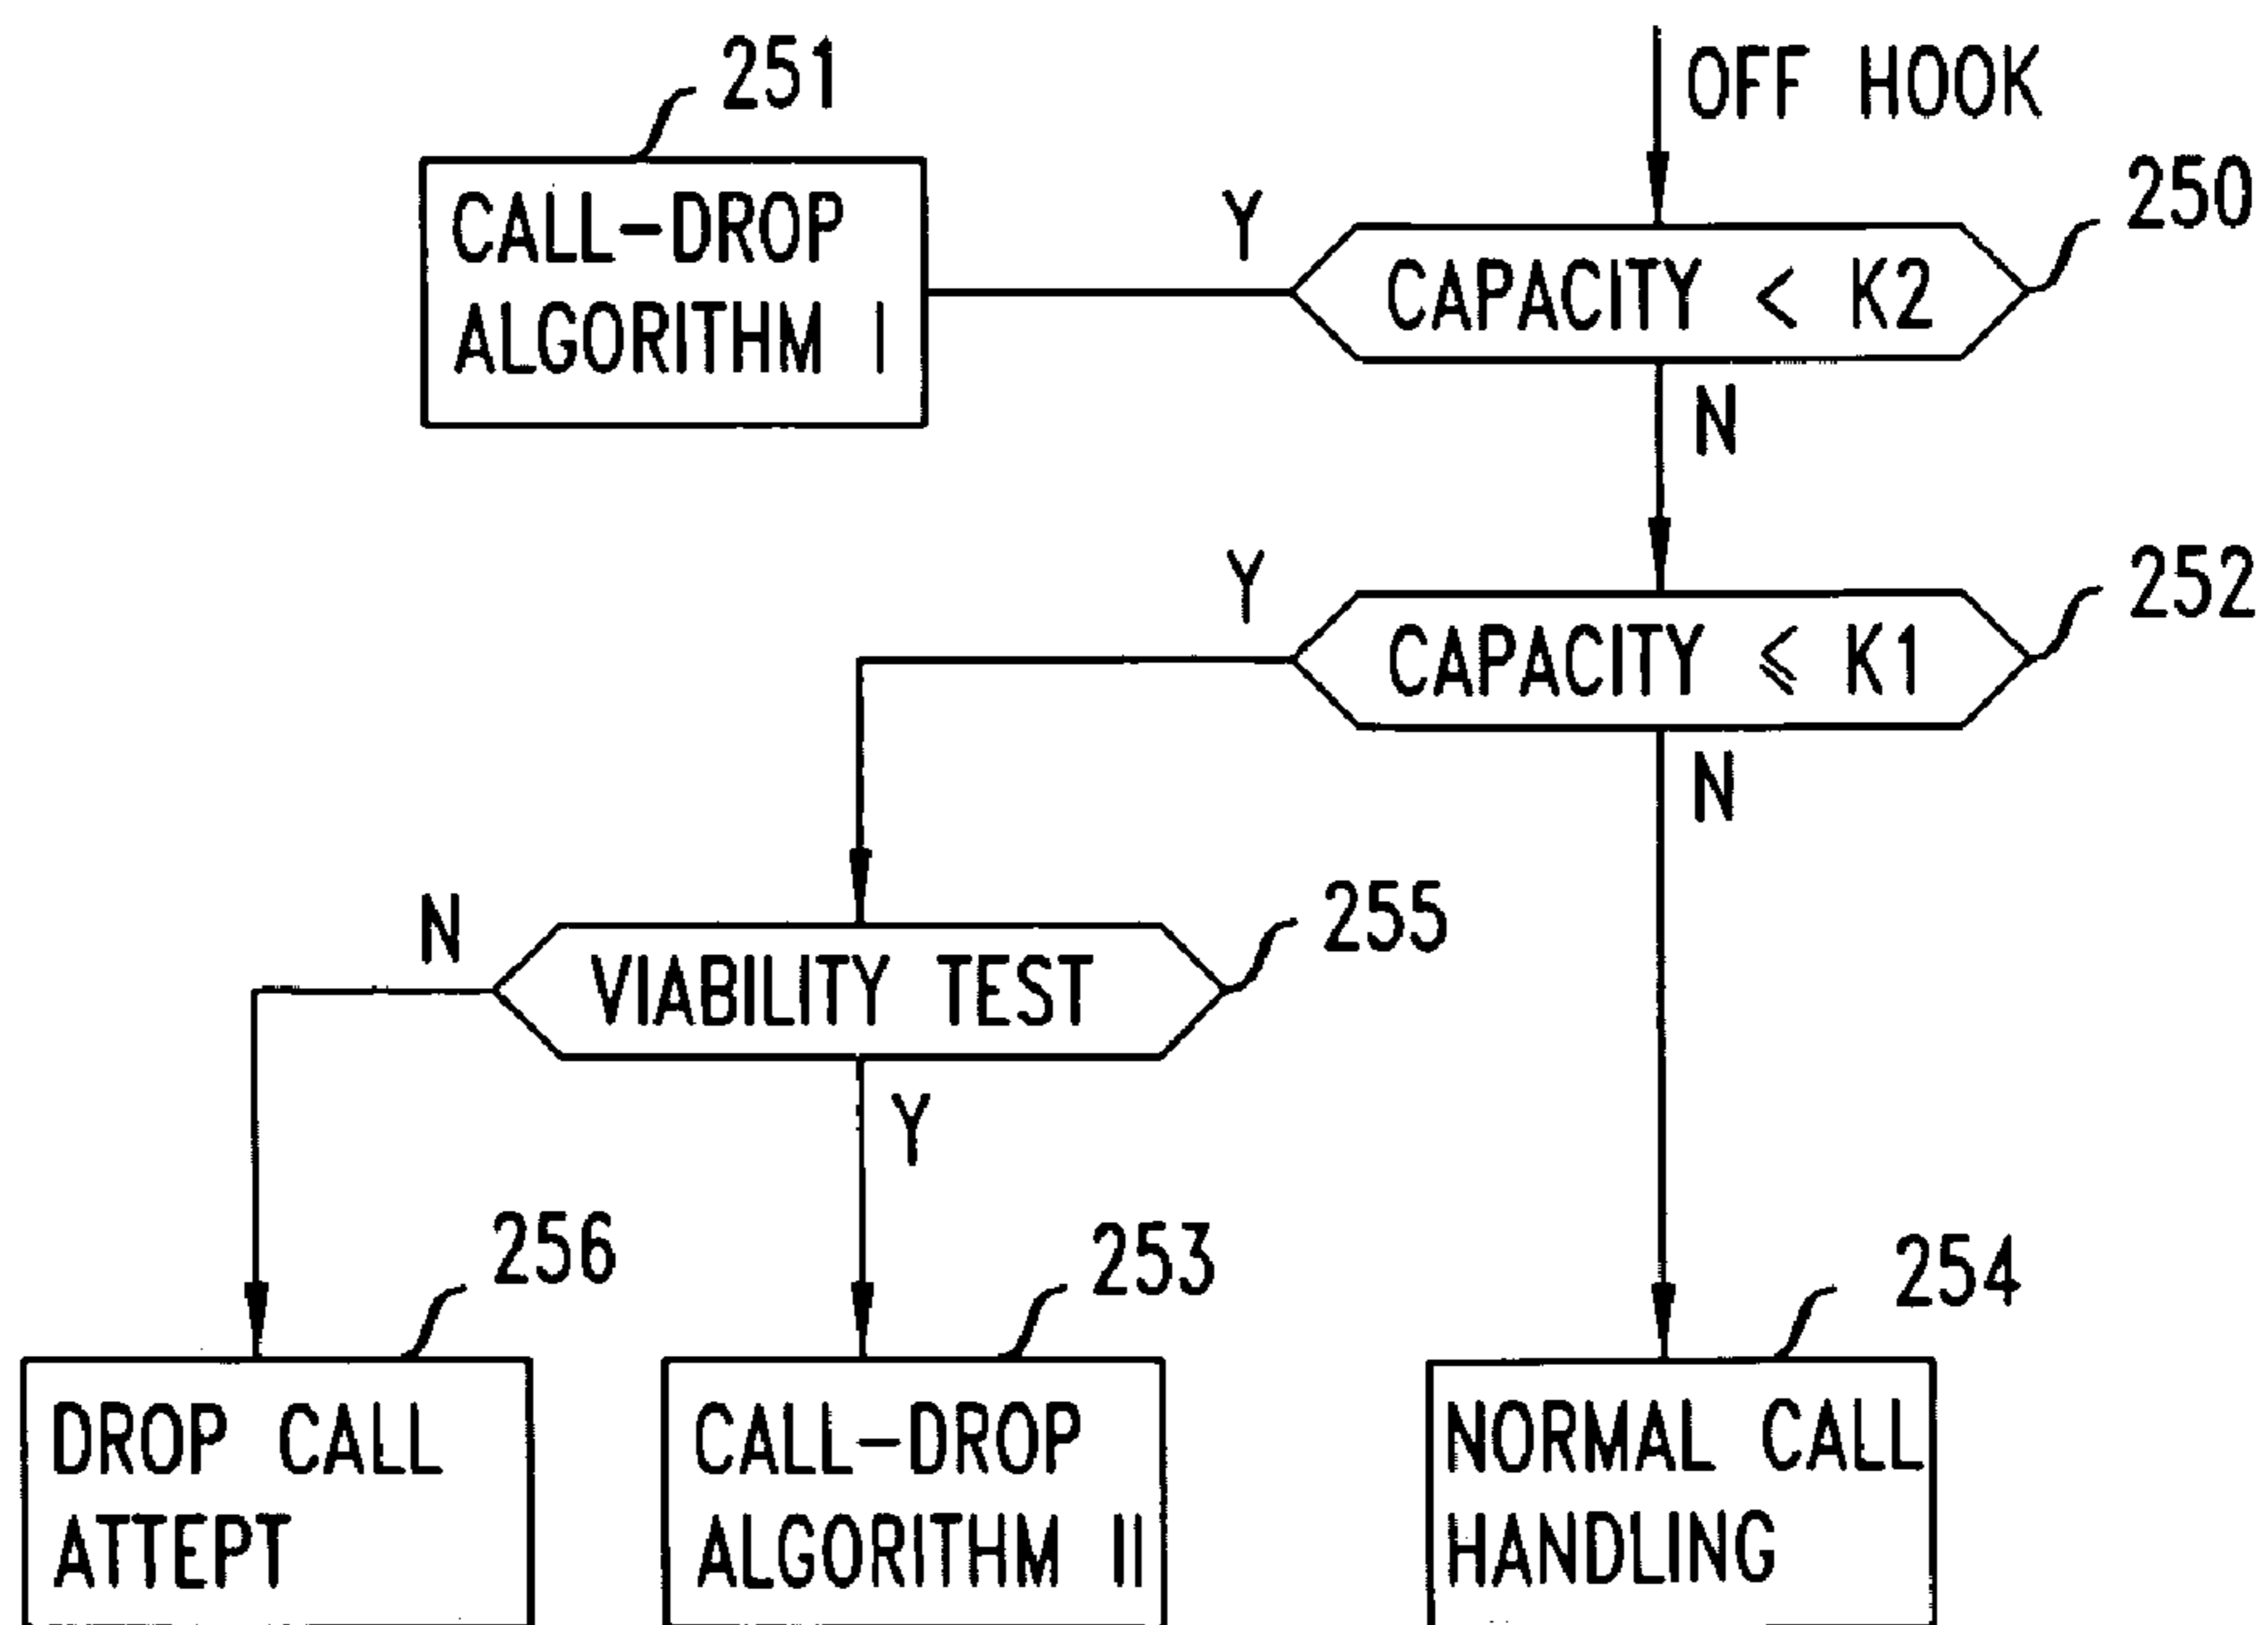 251
OFF HOOK
250
CALL-DROP
ALGORITHM I
Y
CAPACITY < K2
N
252
Y
CAPACITY ≤ K1
N
255
N
VIABILITY TEST
Y
256
253
254
DROP CALL
ATTEPT
CALL-DROP
ALGORITHM II
NORMAL CALL
HANDLING